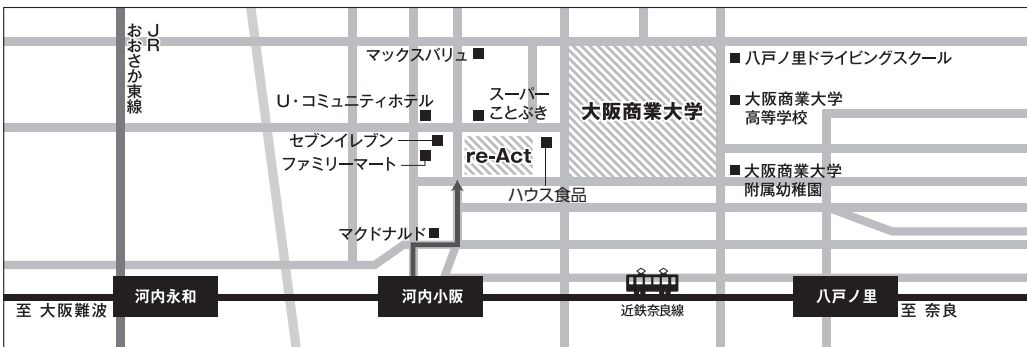 JR
おおさか東線
マックスバリュ
U・コミュニティホテル
スーパー
ことぶき
セブンイレブン
ファミリーマート
re-Act
ハウス食品
マクドナルド
大阪商業大学
八戸ノ里ドライビングスクール
大阪商業大学
高等学校
大阪商業大学
附属幼稚園
河内永和
河内小阪
八戸ノ里
至 大阪難波
近鉄奈良線
至 奈良